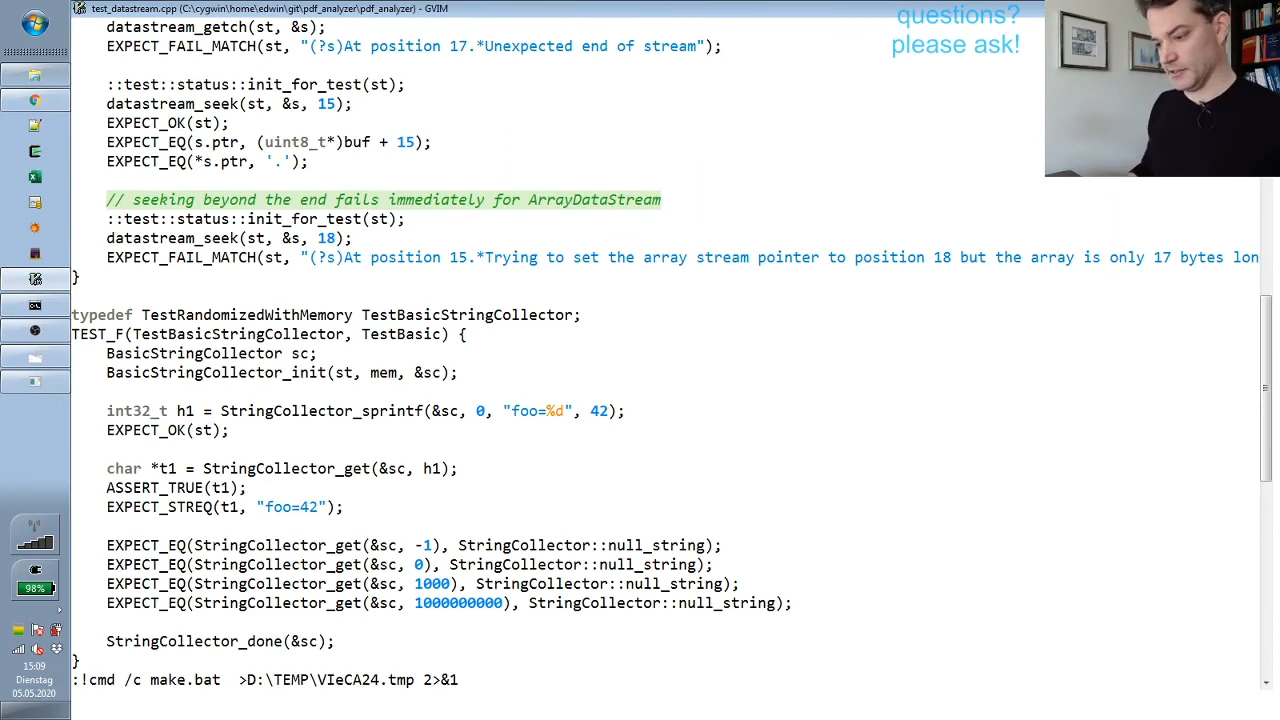 test_datastream.cpp (C:\cygwin\home\edwin\git\pdf_analyzer\pdf_analyzer) - GVIM
questions?
please ask!
datastream_getch(st, &s);
EXPECT_FAIL_MATCH(st, "(?s)At position 17.*Unexpected end of stream");
::test::status::init_for_test(st);
datastream_seek(st, &s, 15);
EXPECT_OK(st);
EXPECT_EQ(s.ptr, (uint8_t*)buf + 15);
EXPECT_EQ(*s.ptr, '.');
// seeking beyond the end fails immediately for ArrayDataStream
::test::status::init_for_test(st);
datastream_seek(st, &s, 18);
EXPECT_FAIL_MATCH(st, "(?s)At position 15.*Trying to set the array stream pointer to position 18 but the array is only 17 bytes lon
}
typedef TestRandomizedWithMemory TestBasicStringCollector;
TEST_F(TestBasicStringCollector, TestBasic) {
BasicStringCollector sc;
BasicStringCollector_init(st, mem, &sc);
int32_t h1 = StringCollector_sprintf(&sc, 0, "foo=%d", 42);
EXPECT_OK(st);
char *t1 = StringCollector_get(&sc, h1);
ASSERT_TRUE(t1);
EXPECT_STREQ(t1, "foo=42");
EXPECT_EQ(StringCollector_get(&sc, -1), StringCollector::null_string);
EXPECT_EQ(StringCollector_get(&sc, 0), StringCollector::null_string);
EXPECT_EQ(StringCollector_get(&sc, 1000), StringCollector::null_string);
EXPECT_EQ(StringCollector_get(&sc, 1000000000), StringCollector::null_string);
StringCollector_done(&sc);
}
:!cmd /c make.bat  >D:\TEMP\VIeCA24.tmp 2>&1
98%
15:09
Dienstag
05.05.2020